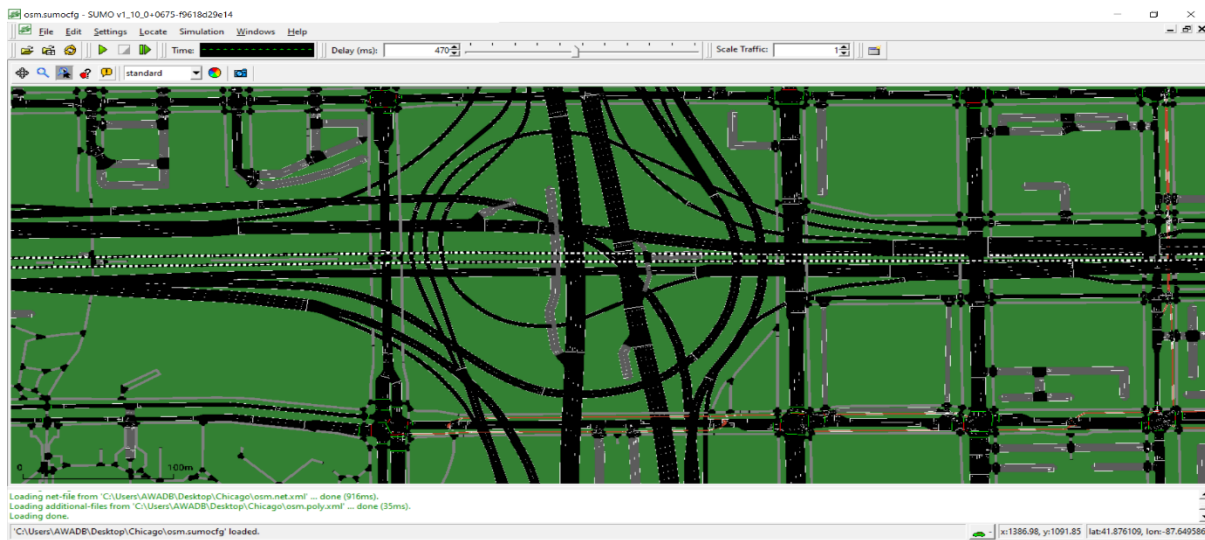 osm.sumocfg - SUMO v1_10_0+0675-f9618d29e14
File Edit Settings Locate Simulation Windows Help
Time: Delay (ms): 470 Scale Traffic: 1
standard
0 100m
Loading net-file from 'C:\Users\AWADB\Desktop\Chicago\osm.net.xml' ... done (916ms).
Loading additional-files from 'C:\Users\AWADB\Desktop\Chicago\osm.poly.xml' ... done (35ms).
Loading done.
'C:\Users\AWADB\Desktop\Chicago\osm.sumocfg' loaded. x:1386.98, y:1091.85 lat:41.876109, lon:-87.649586